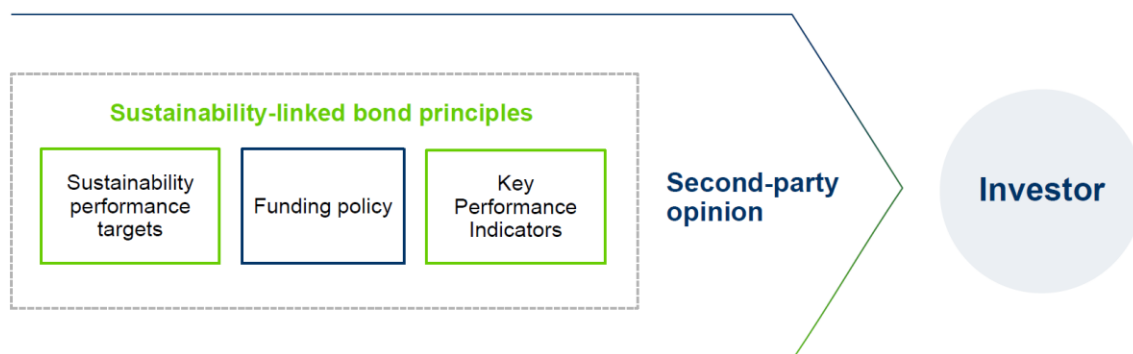 Sustainability-linked bond principles
Sustainability
performance
targets
Funding policy
Key
Performance
Indicators
Second-party
opinion
Investor